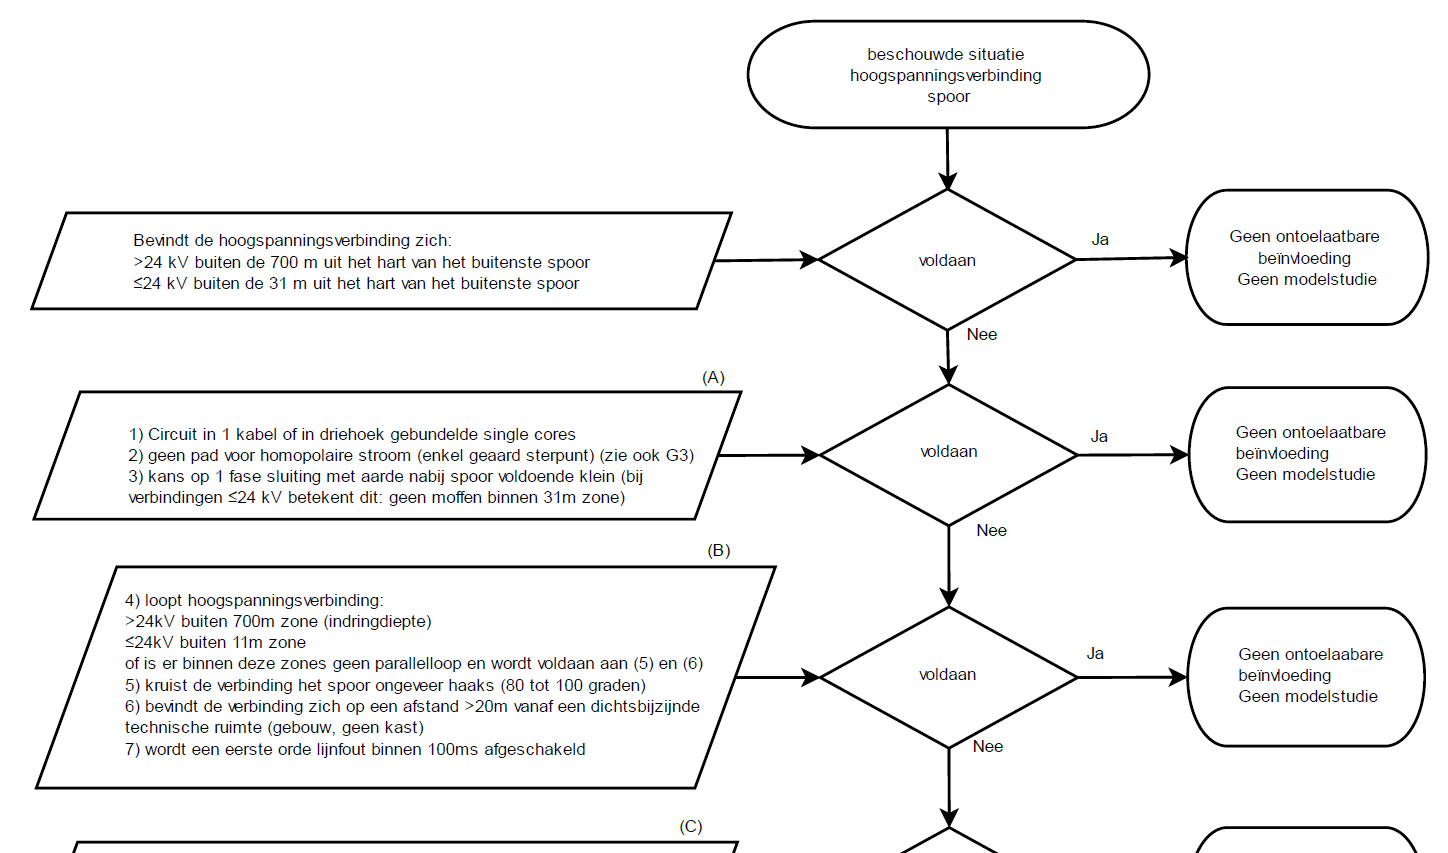 beschouwde situatie
hoogspanningsverbinding
spoor
Bevindt de hoogspanningsverbinding zich:
>24 kV buiten de 700 m uit het hart van het buitenste spoor
≤24 kV buiten de 31 m uit het hart van het buitenste spoor
voldaan
Ja
Geen ontoelaatbare
beïnvloeding
Geen modelstudie
Nee
(A)
1) Circuit in 1 kabel of in driehoek gebundelde single cores
2) geen pad voor homopolaire stroom (enkel geaard sterpunt) (zie ook G3)
3) kans op 1 fase sluiting met aarde nabij spoor voldoende klein (bij
verbindingen ≤24 kV betekent dit: geen moffen binnen 31m zone)
voldaan
Ja
Geen ontoelaatbare
beïnvloeding
Geen modelstudie
Nee
(B)
4) loopt hoogspanningsverbinding:
>24kV buiten 700m zone (indringdiepte)
≤24kV buiten 11m zone
of is er binnen deze zones geen parallelloop en wordt voldaan aan (5) en (6)
5) kruist de verbinding het spoor ongeveer haaks (80 tot 100 graden)
6) bevindt de verbinding zich op een afstand >20m vanaf een dichtsbijzijnde
technische ruimte (gebouw, geen kast)
7) wordt een eerste orde lijnfout binnen 100ms afgeschakeld
voldaan
Ja
Geen ontoelaabare
beïnvloeding
Geen modelstudie
Nee
(C)